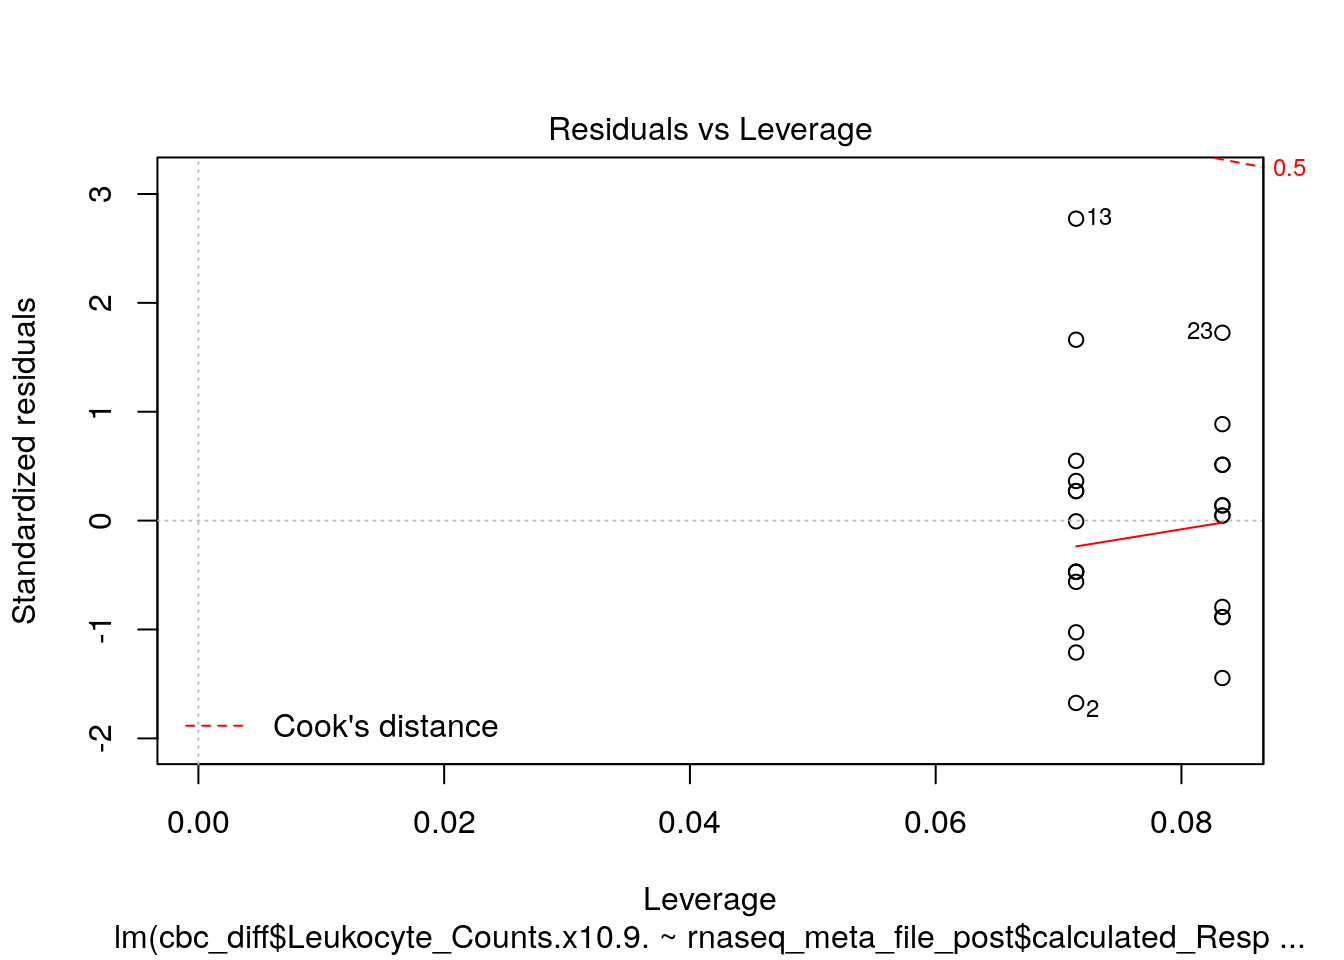 Residuals vs Leverage
0.5
3
2
1
0
-1
-2
Standardized residuals
13
23
2
Cook's distance
0.00 0.02 0.04 0.06 0.08
Leverage
lm(cbc_diff$Leukocyte_Counts.x10.9. ~ rnaseq_meta_file_post$calculated_Resp ...